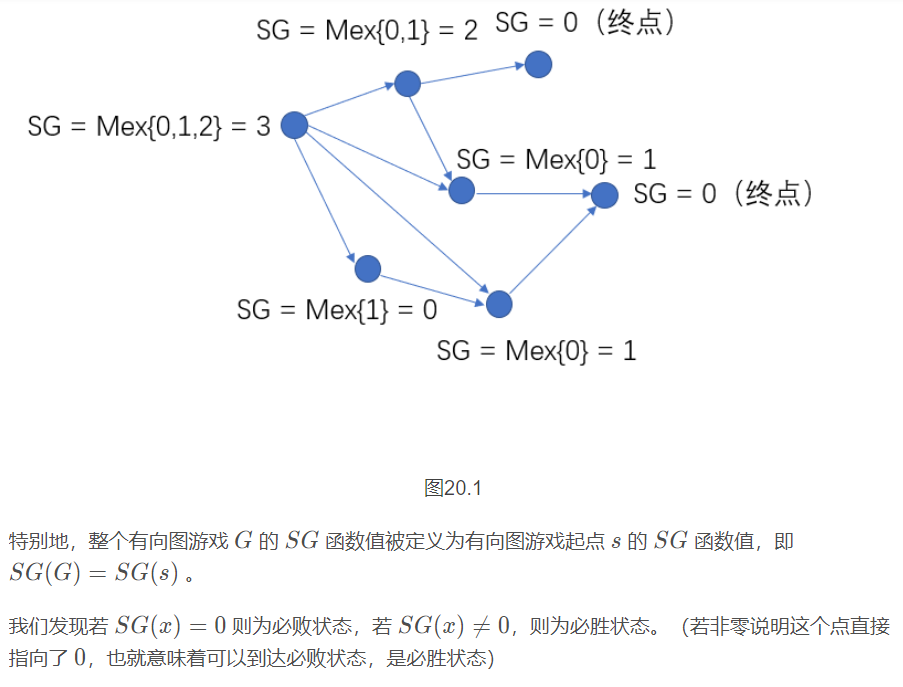 SG = Mex{0,1} = 2
SG = 0（终点）
SG = Mex{0,1,2} = 3
SG = Mex{0} = 1
SG = 0（终点）
SG = Mex{1} = 0
SG = Mex{0} = 1
图20.1
特别地，整个有向图游戏 G 的 SG 函数值被定义为有向图游戏起点 s 的 SG 函数值，即
SG(G) = SG(s) 。
我们发现若 SG(x) = 0 则为必败状态，若 SG(x) ≠ 0，则为必胜状态。（若非零说明这个点直接
指向了 0，也就意味着可以到达必败状态，是必胜状态）